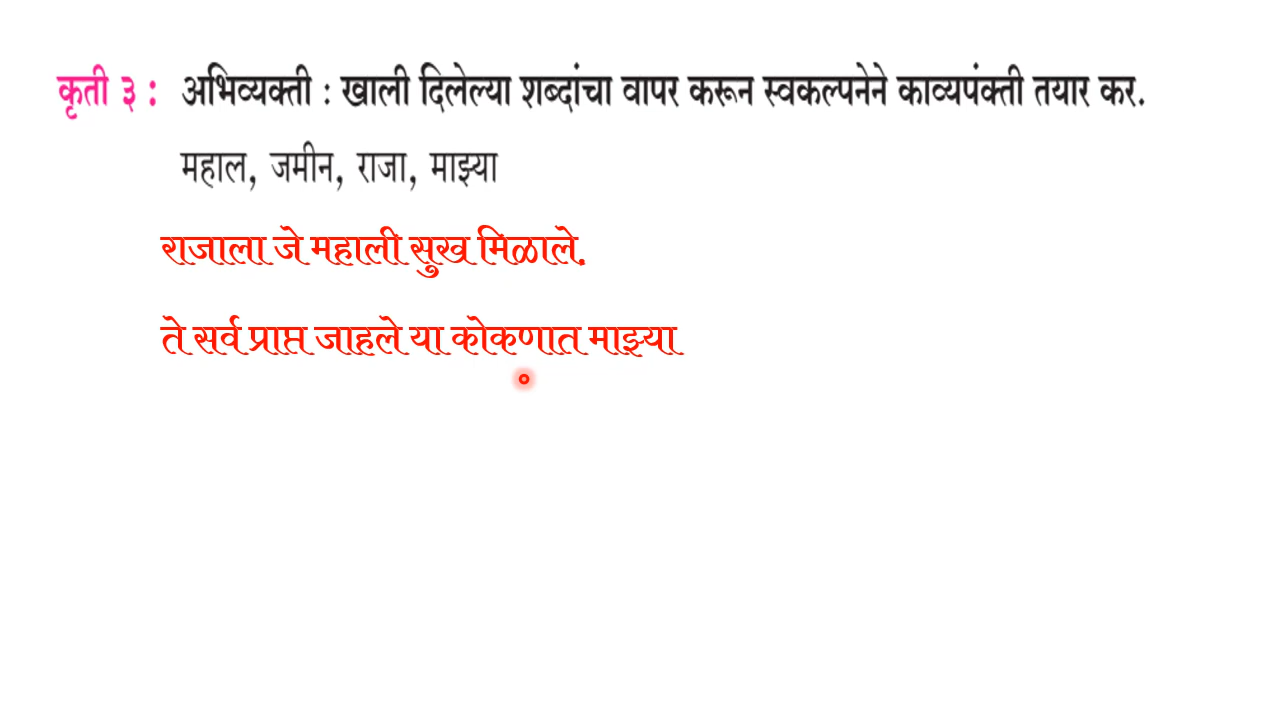 कृती ३ : अभिव्यक्ती : खाली दिलेल्या शब्दांचा वापर करून स्वकल्पनेने काव्यपंक्ती तयार कर.
महाल, जमीन, राजा, माझ्या
राजाला जे महाली सुख मिळाले.
ते सर्व प्राप्त जाहले या कोकणात माझ्या